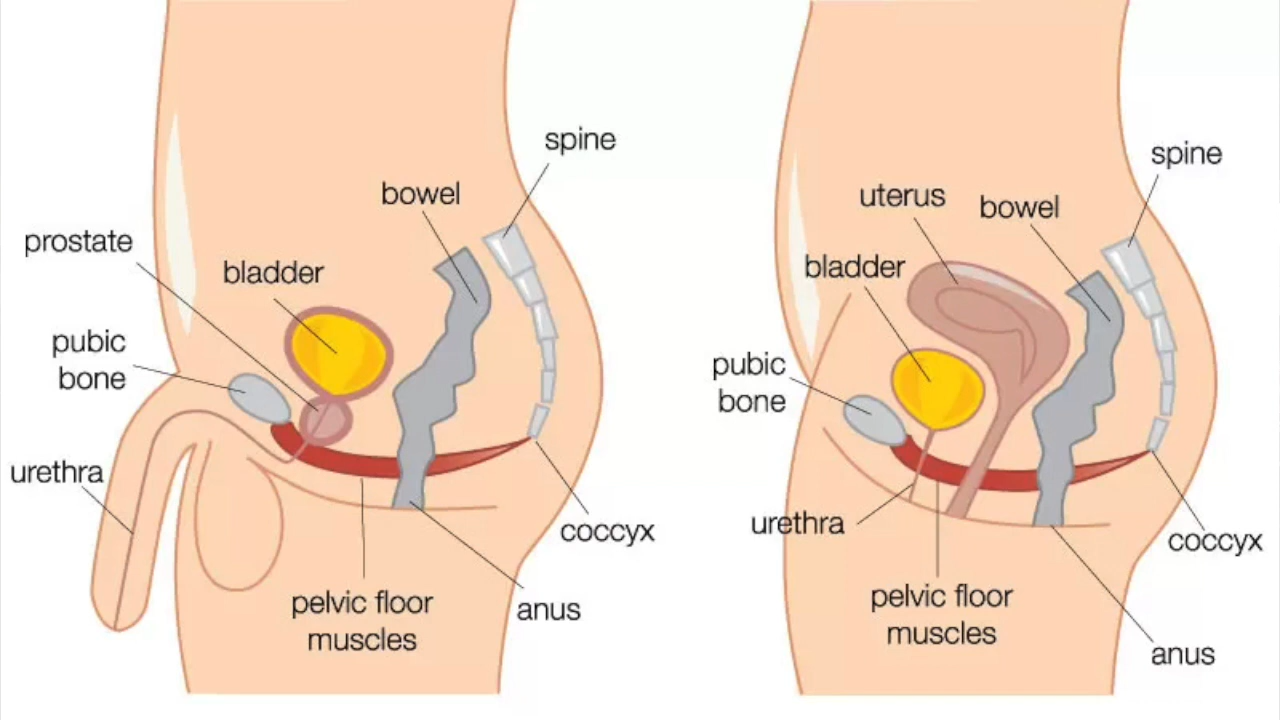 spine
bowel
prostate
bladder
pubic
bone
urethra
coccyx
pelvic floor
muscles
anus
spine
uterus
bowel
bladder
pubic
bone
urethra
coccyx
pelvic floor
muscles
anus